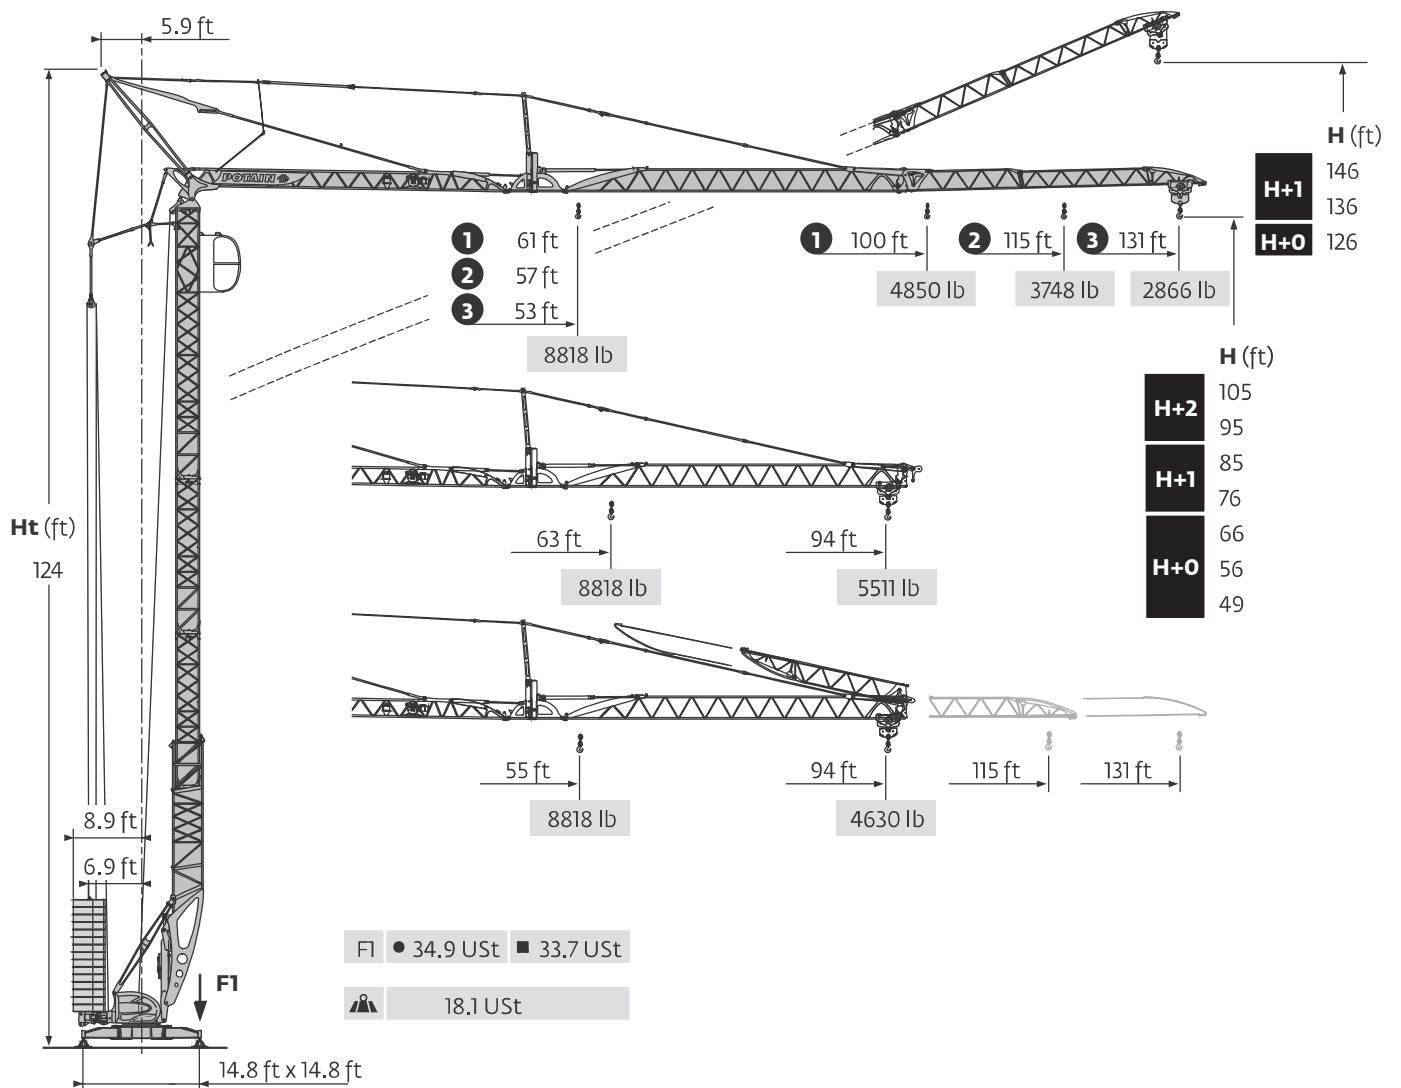 5.9 ft
POTAIN
H (ft)
H+1 146
136
H+0 126
1 61 ft
2 57 ft
3 53 ft
8818 lb
1 100 ft
2 115 ft
3 131 ft
4850 lb
3748 lb
2866 lb
H (ft)
H+2 105
95
H+1 85
76
H+0 66
56
49
Ht (ft)
124
63 ft
94 ft
8818 lb
5511 lb
55 ft
94 ft
115 ft
131 ft
8818 lb
4630 lb
8.9 ft
6.9 ft
F1
F1 ● 34.9 USt ■ 33.7 USt
18.1 USt
14.8 ft x 14.8 ft